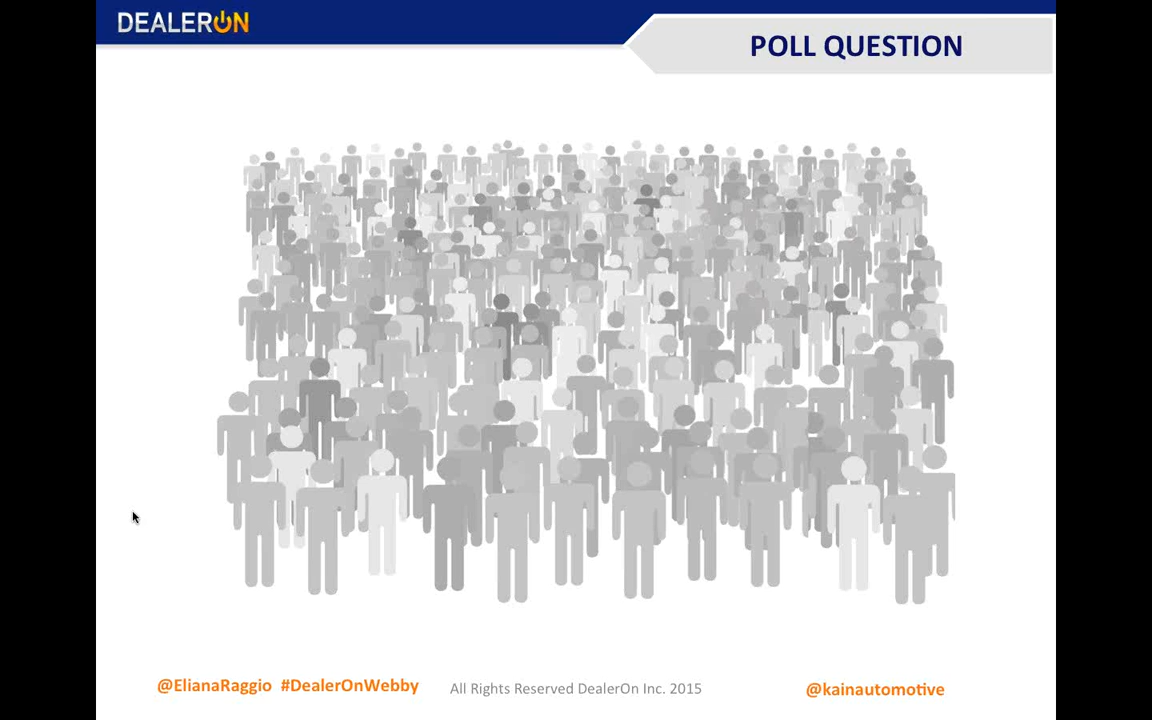 DEALERON
POLL QUESTION
@ElianaRaggio #DealerOnWebby
All Rights Reserved DealerOn Inc. 2015
@kainautomotive